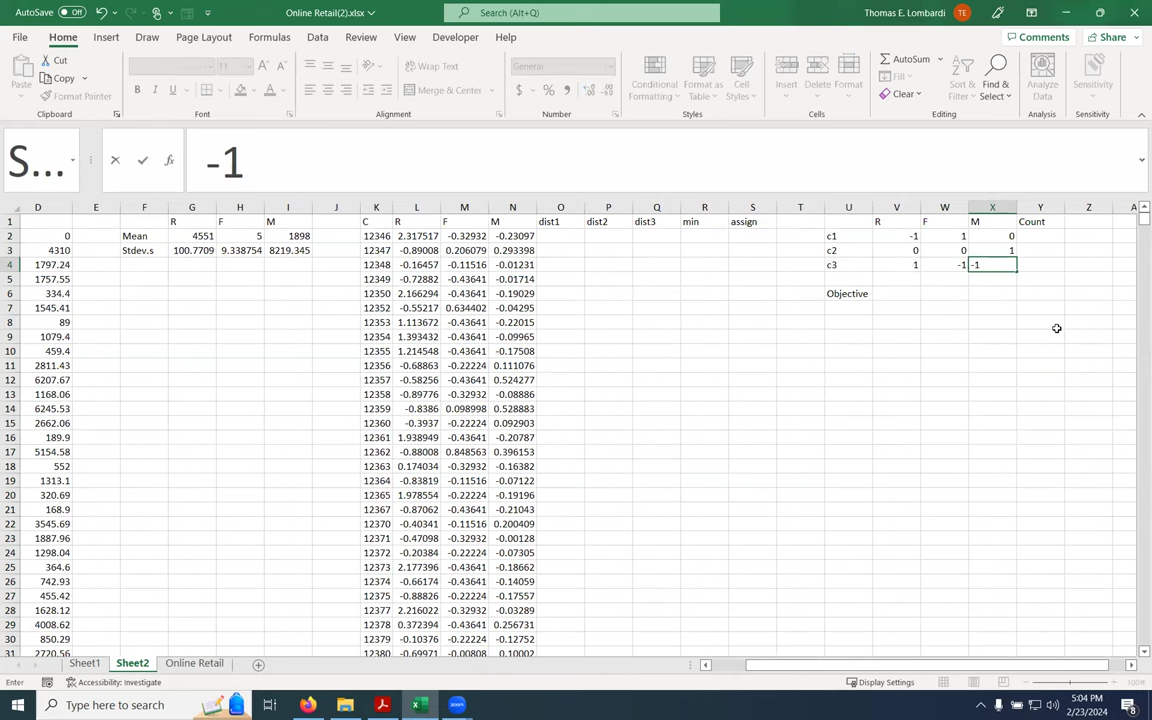 AutoSave Off Online Retail(2).xlsx Search (Alt+Q) Thomas E. Lombardi TE
File Home Insert Draw Page Layout Formulas Data Review View Developer Help Comments Share
Paste Cut Copy Format Painter 11 Wrap Text Merge & Center General Conditional Formatting Format as Table Cell Styles Insert Delete Format AutoSum Fill Clear Sort & Filter Find & Select Analyze Data Sensitivity
Clipboard Font Alignment Number Styles Cells Editing Analysis Sensitivity
S... fx -1
D E F G H I J K L M N O P Q R S T U V W X Y Z A
1 R F M C R F M dist1 dist2 dist3 min assign R F M Count
2 0 Mean 4551 5 1898 12346 2.317517 -0.32932 -0.23097 c1 -1 1 0
3 4310 Stdev.s 100.7709 9.338754 8219.345 12347 -0.89008 0.206079 0.293398 c2 0 0 1
4 1797.24 12348 -0.16457 -0.11516 -0.01231 c3 1 -1 -1
5 1757.55 12349 -0.72882 -0.43641 -0.01714
6 334.4 12350 2.166294 -0.43641 -0.19029 Objective
7 1545.41 12352 -0.55217 0.634402 -0.04295
8 89 12353 1.113672 -0.43641 -0.22015
9 1079.4 12354 1.393432 -0.43641 -0.09965
10 459.4 12355 1.214548 -0.43641 -0.17508
11 2811.43 12356 -0.68863 -0.22224 0.111076
12 6207.67 12357 -0.58256 -0.43641 0.524277
13 1168.06 12358 -0.89776 -0.32932 -0.08886
14 6245.53 12359 -0.8386 0.098998 0.528883
15 2662.06 12360 -0.3937 -0.22224 0.092903
16 189.9 12361 1.938949 -0.43641 -0.20787
17 5154.58 12362 -0.88008 0.848563 0.396153
18 552 12363 0.174034 -0.32932 -0.16382
19 1313.1 12364 -0.83819 -0.11516 -0.07122
20 320.69 12365 1.978554 -0.22224 -0.19196
21 168.9 12367 -0.87062 -0.43641 -0.21043
22 3545.69 12370 -0.40341 -0.11516 0.200409
23 1887.96 12371 -0.47098 -0.32932 -0.00128
24 1298.04 12372 -0.20384 -0.22224 -0.07305
25 364.6 12373 2.177396 -0.43641 -0.18662
26 742.93 12374 -0.66174 -0.43641 -0.14059
27 455.42 12375 -0.88856 -0.32932 -0.17557
28 1628.12 12377 2.216022 -0.32932 -0.03289
29 4008.62 12378 0.372394 -0.43641 0.256731
30 850.29 12379 -0.10376 -0.22224 -0.12752
31 2720.56 12380 -0.69971 -0.00808 0.10002
Sheet1 Sheet2 Online Retail
Enter Accessibility: Investigate Display Settings 100%
Type here to search 5:04 PM
2/23/2024 8